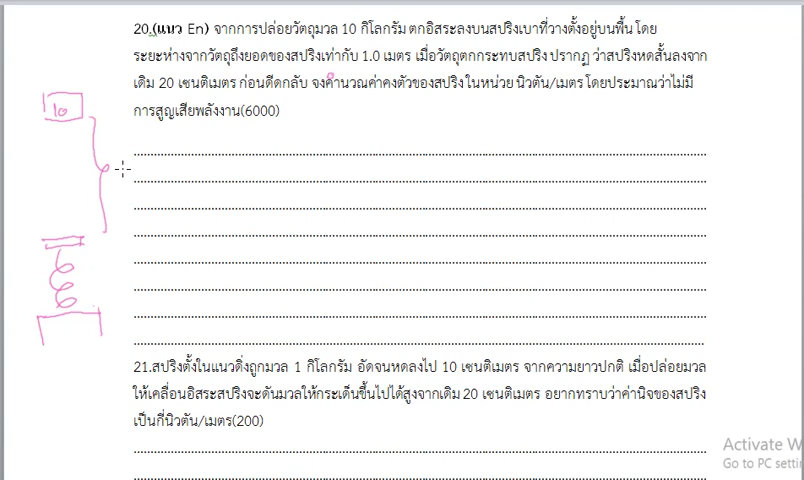 20.(แนว En) จากการปล่อยวัตถุมวล 10 กิโลกรัม ตกอิสระลงบนสปริงเบาที่วางตั้งอยู่บนพื้น โดย
ระยะห่างจากวัตถุถึงยอดของสปริงเท่ากับ 1.0 เมตร เมื่อวัตถุตกกระทบสปริง ปรากฏ ว่าสปริงหดสั้นลงจาก
เดิม 20 เซนติเมตร ก่อนดีดกลับ จงคำนวณค่าคงตัวของสปริง ในหน่วย นิวตัน/เมตร โดยประมาณว่าไม่มี
การสูญเสียพลังงาน(6000)
10
21.สปริงตั้งในแนวดิ่งถูกมวล 1 กิโลกรัม อัดจนหดลงไป 10 เซนติเมตร จากความยาวปกติ เมื่อปล่อยมวล
ให้เคลื่อนอิสระสปริงจะดันมวลให้กระเด็นขึ้นไปได้สูงจากเดิม 20 เซนติเมตร อยากทราบว่าค่านิจของสปริง
เป็นกี่นิวตัน/เมตร(200)
Activate W
Go to PC settin